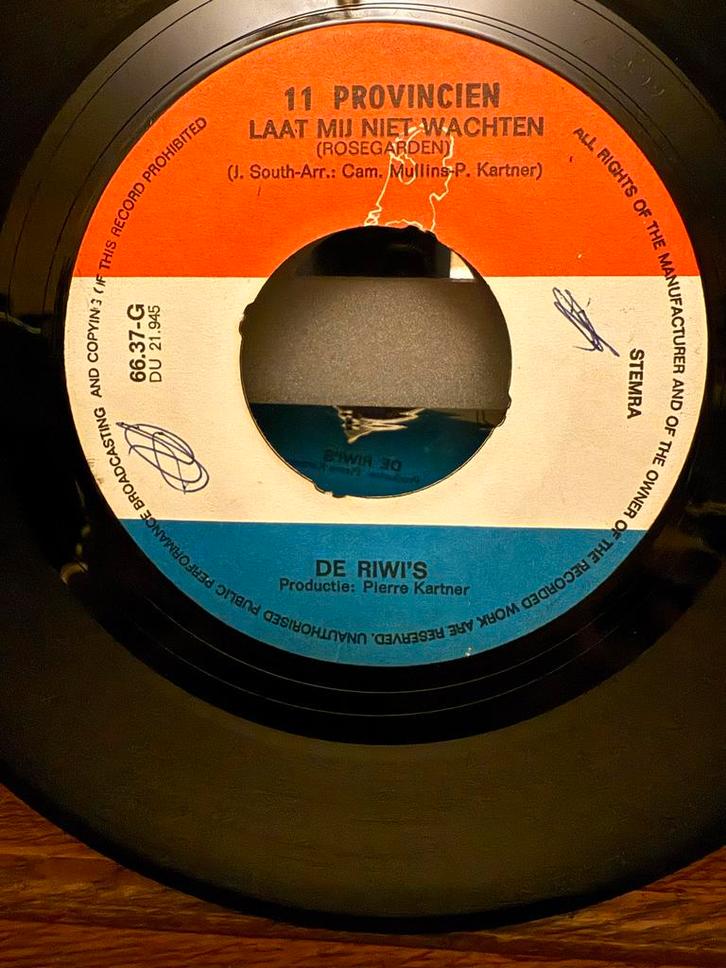 11 PROVINCIEN
LAAT MIJ NIET WACHTEN
(ROSEGARDEN)
(J. South-Arr.: Cam. Mullins-P. Kartner)
66.37-G
DU 21.945
STEMRA
DE RIWI'S
Productie: Pierre Kartner
ALL RIGHTS OF THE MANUFACTURER AND OF THE OWNER OF THE RECORDED WORK ARE RESERVED. UNAUTHORISED PUBLIC PERFORMANCE BROADCASTING AND COPYING OF THIS RECORD PROHIBITED
DE RIWI'S